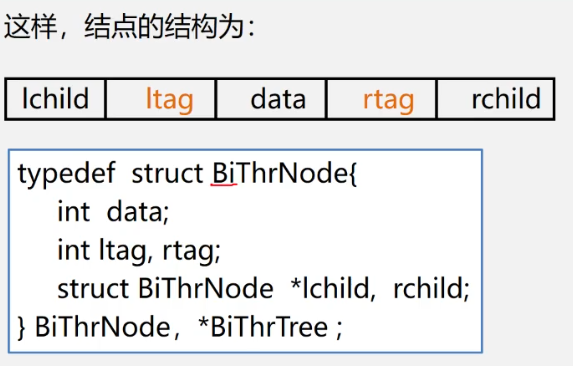 这样，结点的结构为：
lchild ltag data rtag rchild
typedef struct BiThrNode{
int data;
int ltag, rtag;
struct BiThrNode *lchild, rchild;
} BiThrNode，*BiThrTree ;